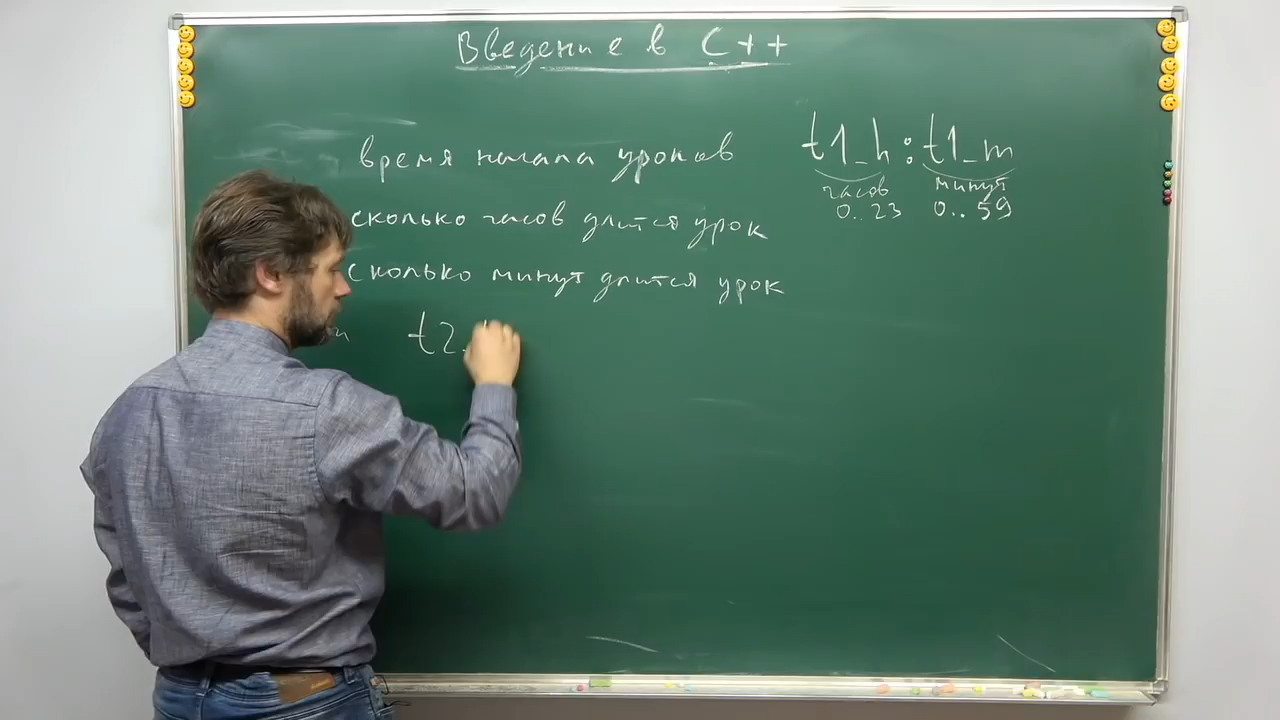 Введение в C++
время начала уроков t1_h : t1_m
часов минут
0..23 0..59
сколько часов длится урок
сколько минут длится урок
t2